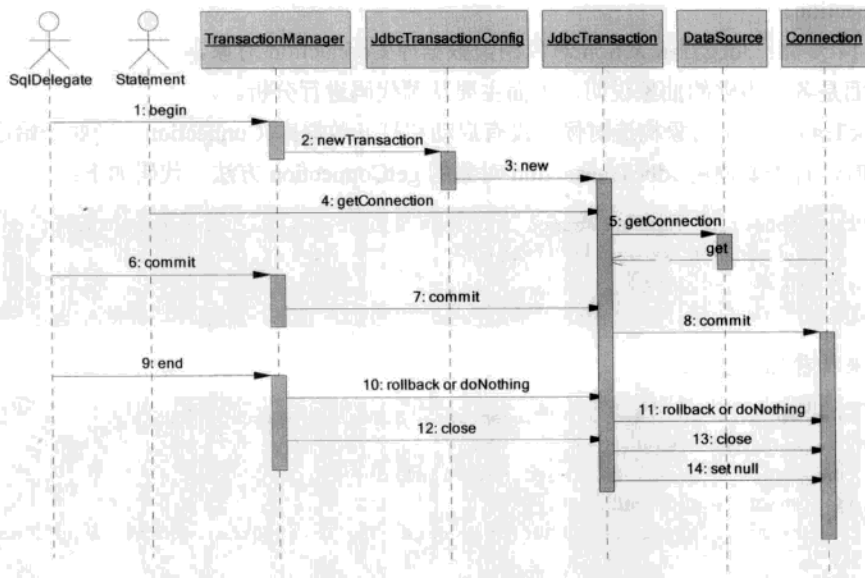 TransactionManager
JdbcTransactionConfig
JdbcTransaction
DataSource
Connection
SqlDelegate
Statement
1: begin
2: newTransaction
3: new
4: getConnection
5: getConnection
get
6: commit
7: commit
8: commit
9: end
10: rollback or doNothing
11: rollback or doNothing
12: close
13: close
14: set null